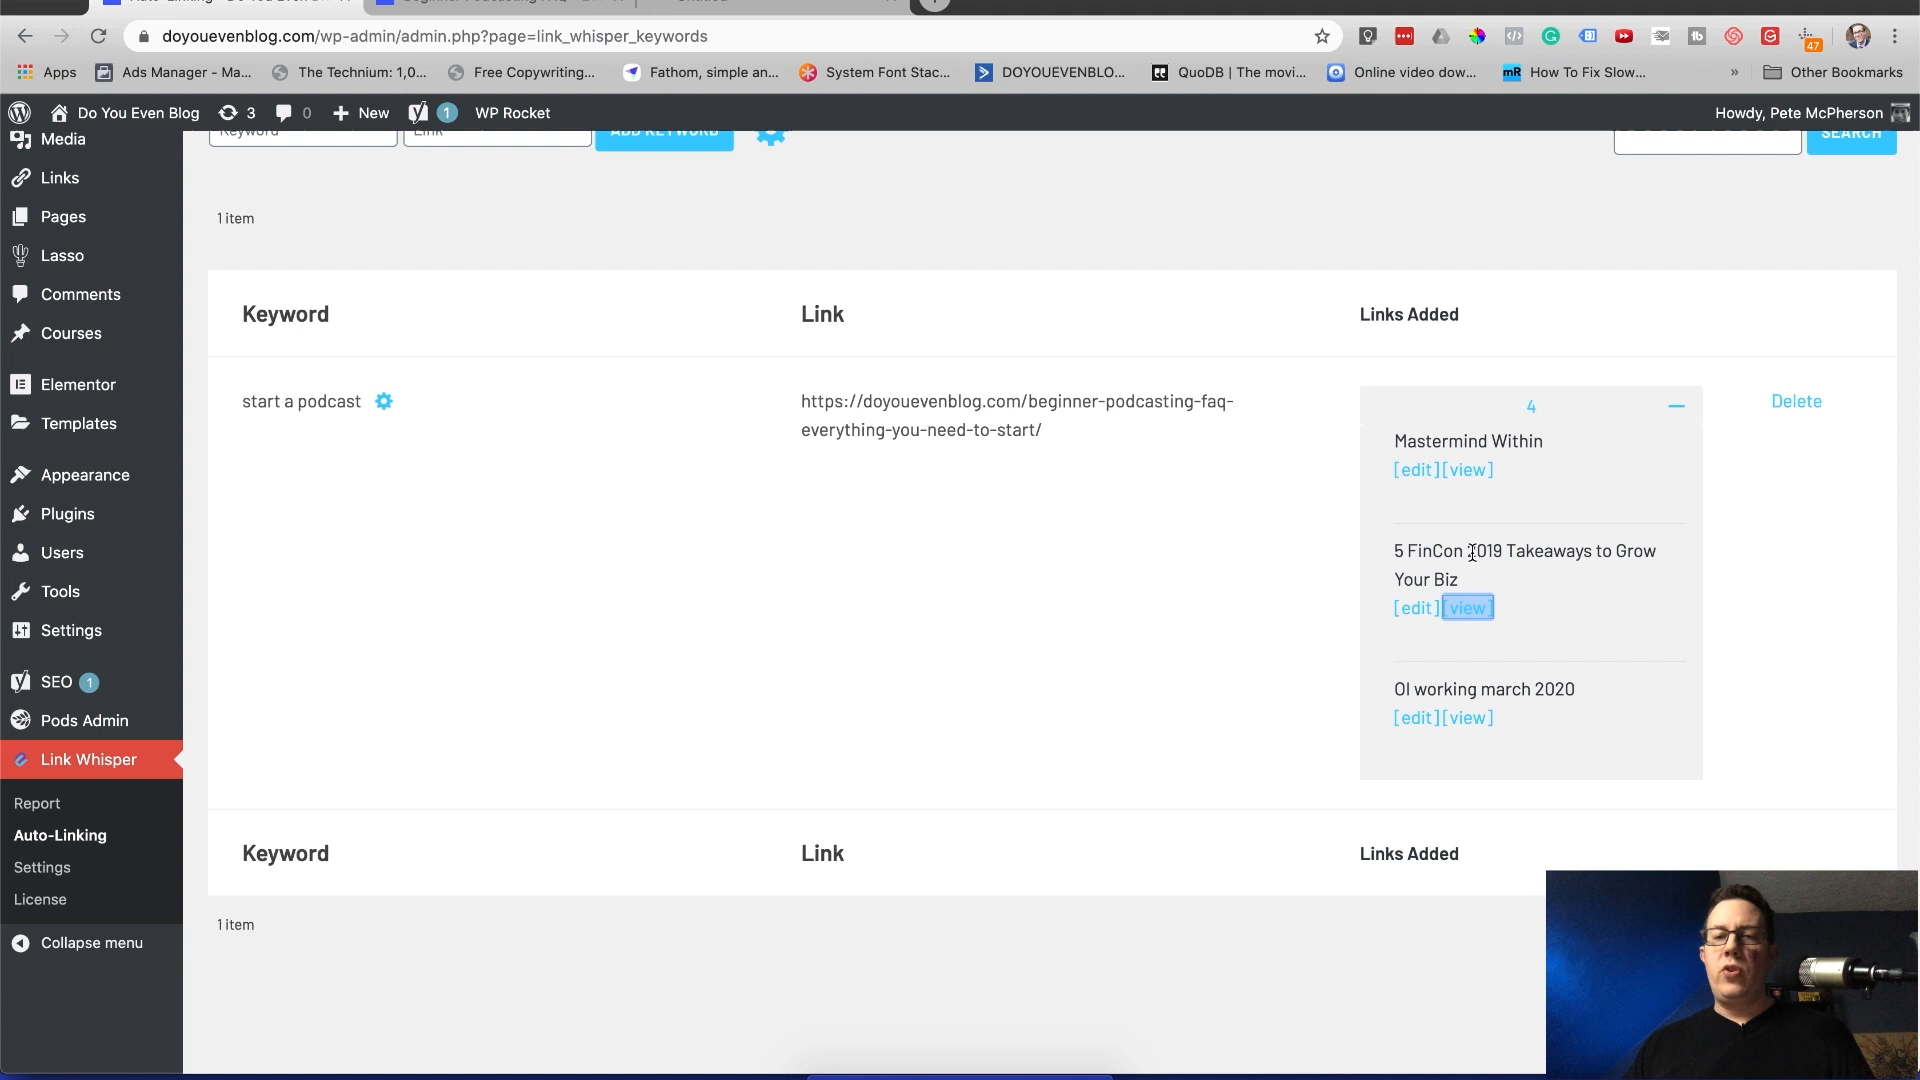 doyouevenblog.com/wp-admin/admin.php?page=link_whisper_keywords
47
Apps
Ads Manager - Ma...
The Technium: 1,0...
Free Copywriting...
Fathom, simple an...
System Font Stac...
DOYOUEVENBLO...
QuoDB | The movi...
Online video dow...
How To Fix Slow...
»
Other Bookmarks
Do You Even Blog
3
0
New
1
WP Rocket
Howdy, Pete McPherson
Media
Links
Pages
Lasso
Comments
Courses
Elementor
Templates
Appearance
Plugins
Users
Tools
Settings
SEO 1
Pods Admin
Link Whisper
Report
Auto-Linking
Settings
License
Collapse menu
Keyword
Link
ADD KEYWORD
SEARCH
1 item
Keyword
Link
Links Added
start a podcast
https://doyouevenblog.com/beginner-podcasting-faq-
everything-you-need-to-start/
4
Delete
Mastermind Within
[edit][view]
5 FinCon 2019 Takeaways to Grow
Your Biz
[edit][view]
OI working march 2020
[edit][view]
Keyword
Link
Links Added
1 item